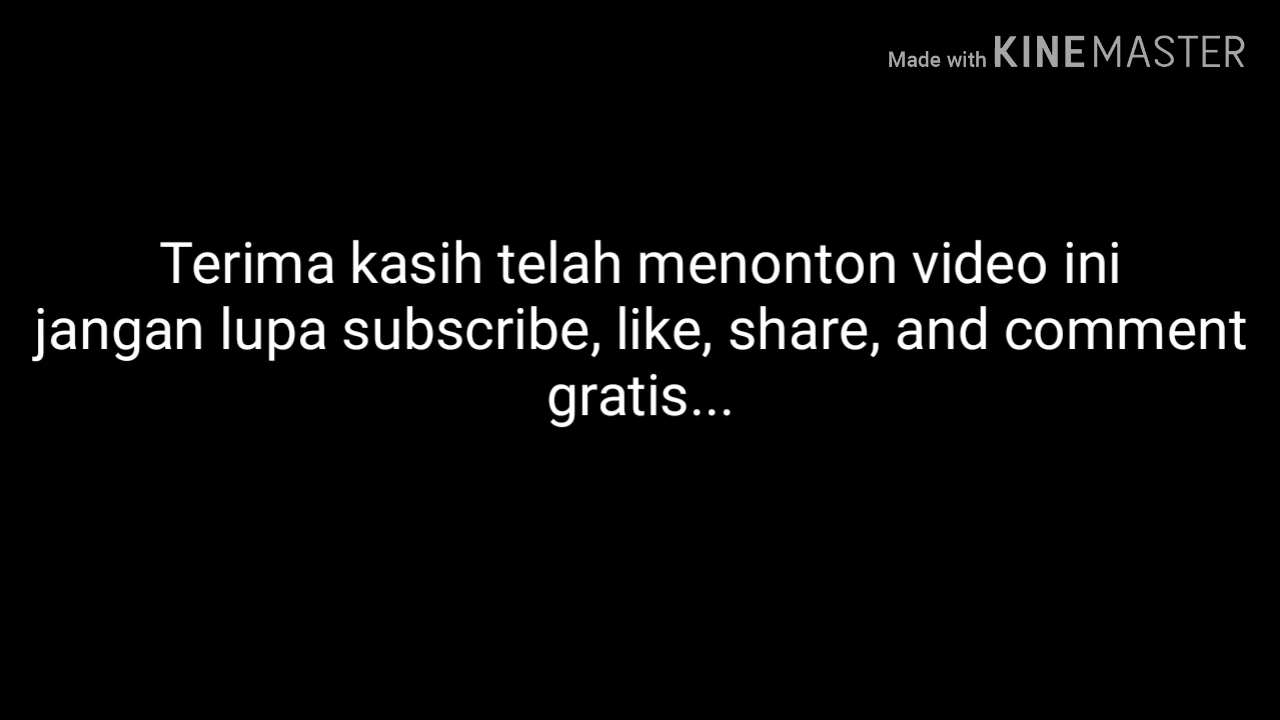 Made with KINEMASTER
Terima kasih telah menonton video ini
jangan lupa subscribe, like, share, and comment
gratis...